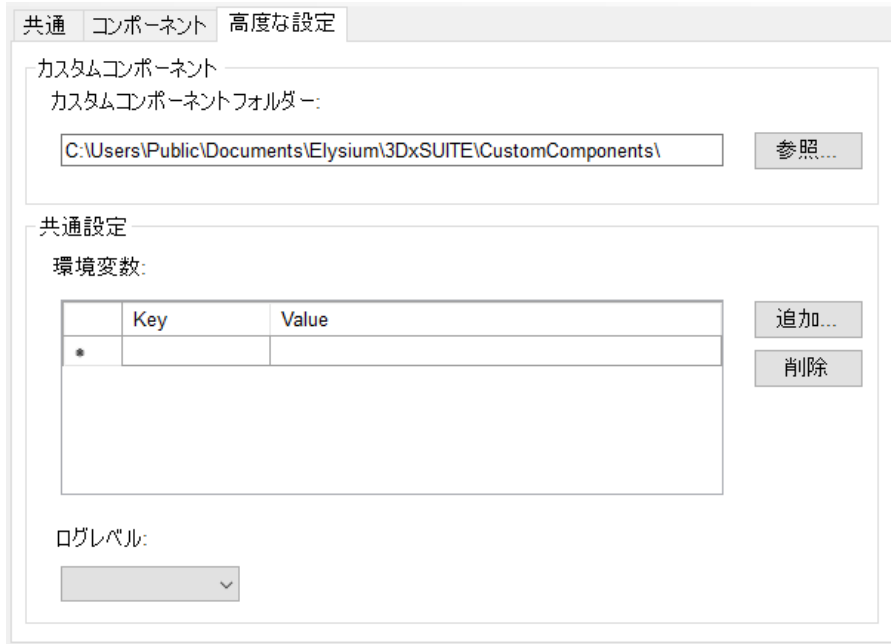 共通 コンポーネント 高度な設定
カスタムコンポーネント
カスタムコンポーネントフォルダー:
C:\Users\Public\Documents\Elysium\3DxSUITE\CustomComponents\ 参照...
共通設定
環境変数:
Key Value 追加...
* 削除
ログレベル: